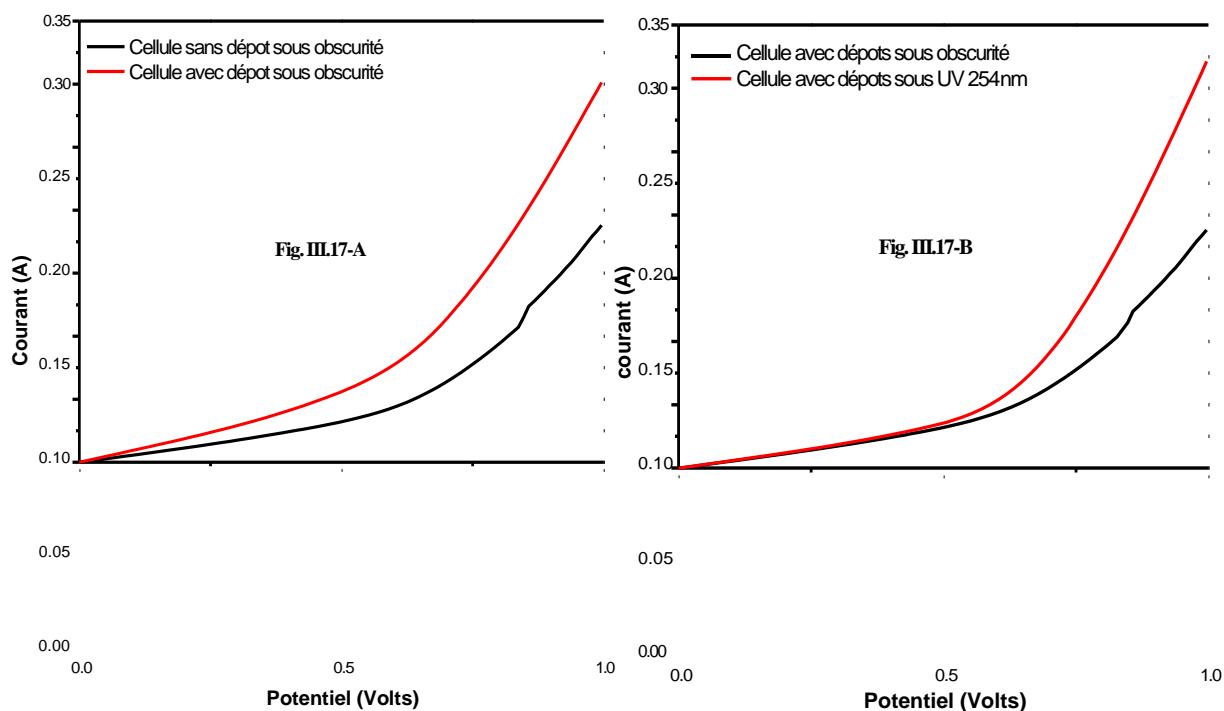 0.35
Cellule sans dépot sous obscurité
Cellule avec dépot sous obscurité
0.30
0.25
Fig. III.17-A
0.20
Courant (A)
0.15
0.10
0.05
0.00
0.0
0.5
1.0
Potentiel (Volts)
0.35
Cellule avec dépots sous obscurité
Cellule avec dépots sous UV 254nm
0.30
0.25
Fig. III.17-B
0.20
courant (A)
0.15
0.10
0.05
0.00
0.0
0.5
1.0
Potentiel (Volts)